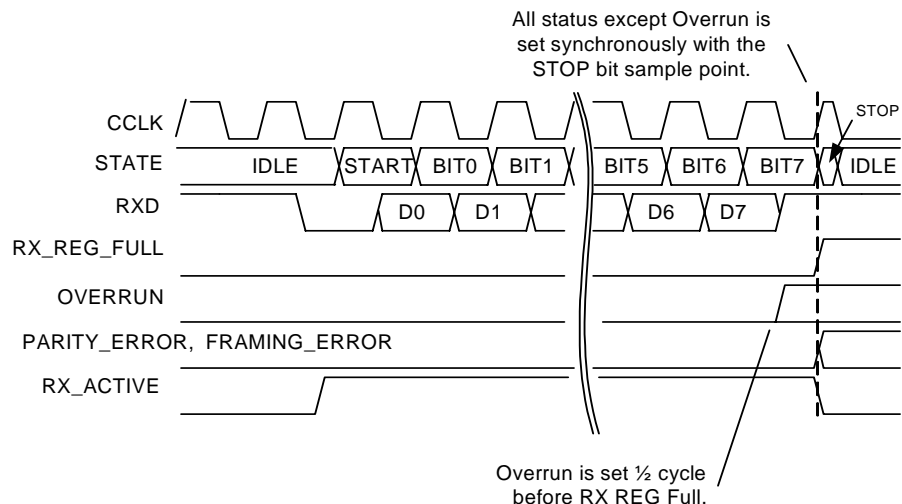 All status except Overrun is
set synchronously with the
STOP bit sample point.
CCLK
STOP
STATE IDLE START BIT0 BIT1 BIT5 BIT6 BIT7 IDLE
RXD D0 D1 D6 D7
RX_REG_FULL
OVERRUN
PARITY_ERROR, FRAMING_ERROR
RX_ACTIVE
Overrun is set ½ cycle
before RX REG Full.